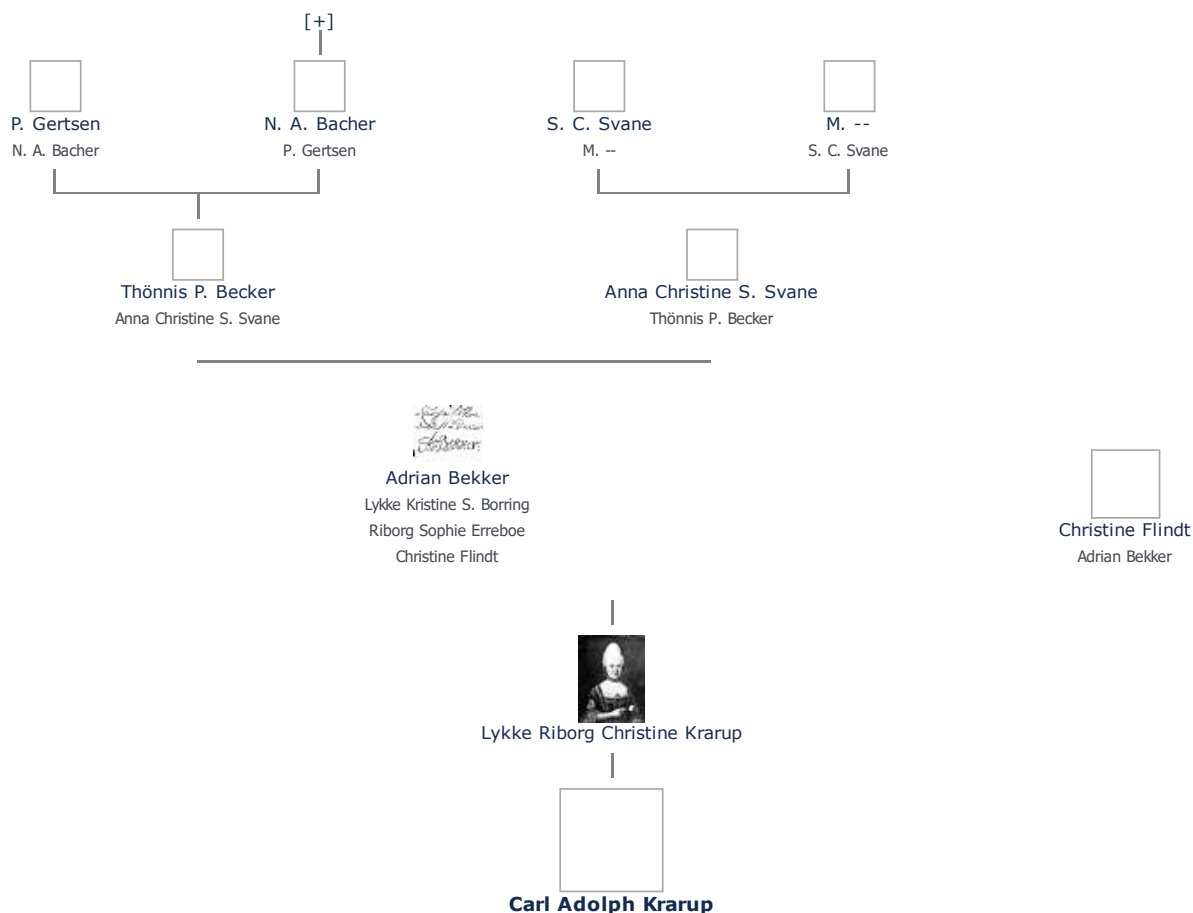 [+]
P. Gertsen
N. A. Bacher
N. A. Bacher
P. Gertsen
S. C. Svane
M. --
M. --
S. C. Svane
Thönnis P. Becker
Anna Christine S. Svane
Anna Christine S. Svane
Thönnis P. Becker
Adrian Bekker
Lykke Kristine S. Borring
Riborg Sophie Erreboe
Christine Flindt
Christine Flindt
Adrian Bekker
Lykke Riborg Christine Krarup
Carl Adolph Krarup